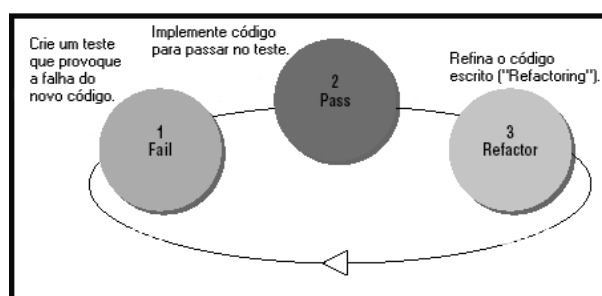 Crie um teste
que provoque
a falha do
novo código.
Implemente código
para passar no teste.
Refina o código
escrito ("Refactoring").
1
Fail
2
Pass
3
Refactor